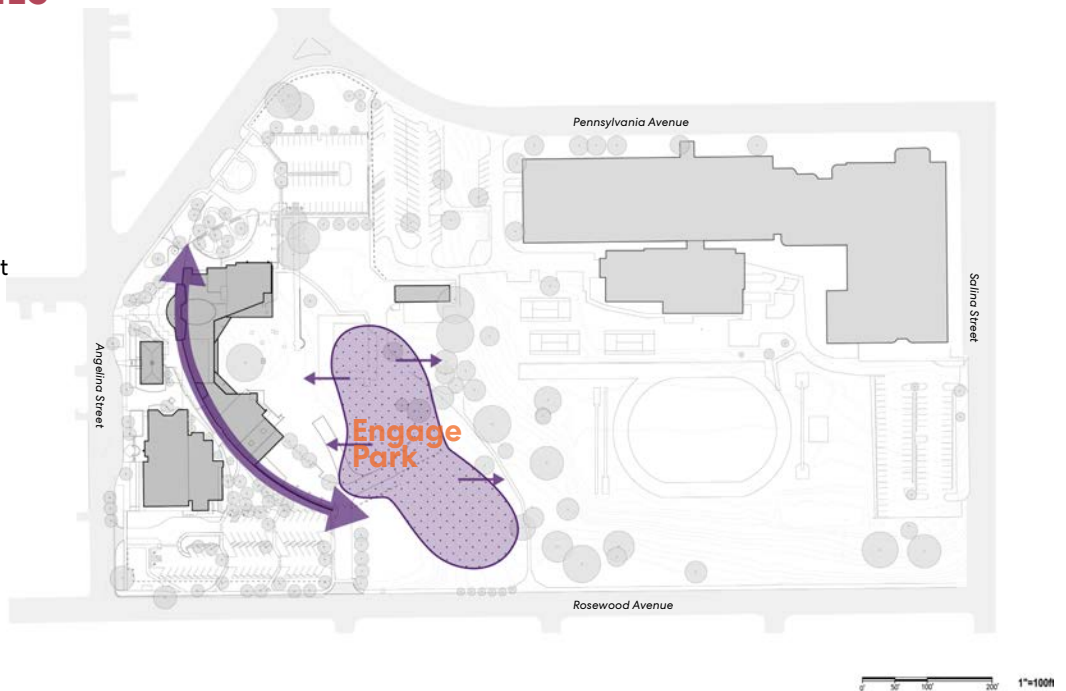 Pennsylvania Avenue
Salina Street
Angelina Street
Engage
Park
Rosewood Avenue
0' 50' 100' 200'
1"=100ft